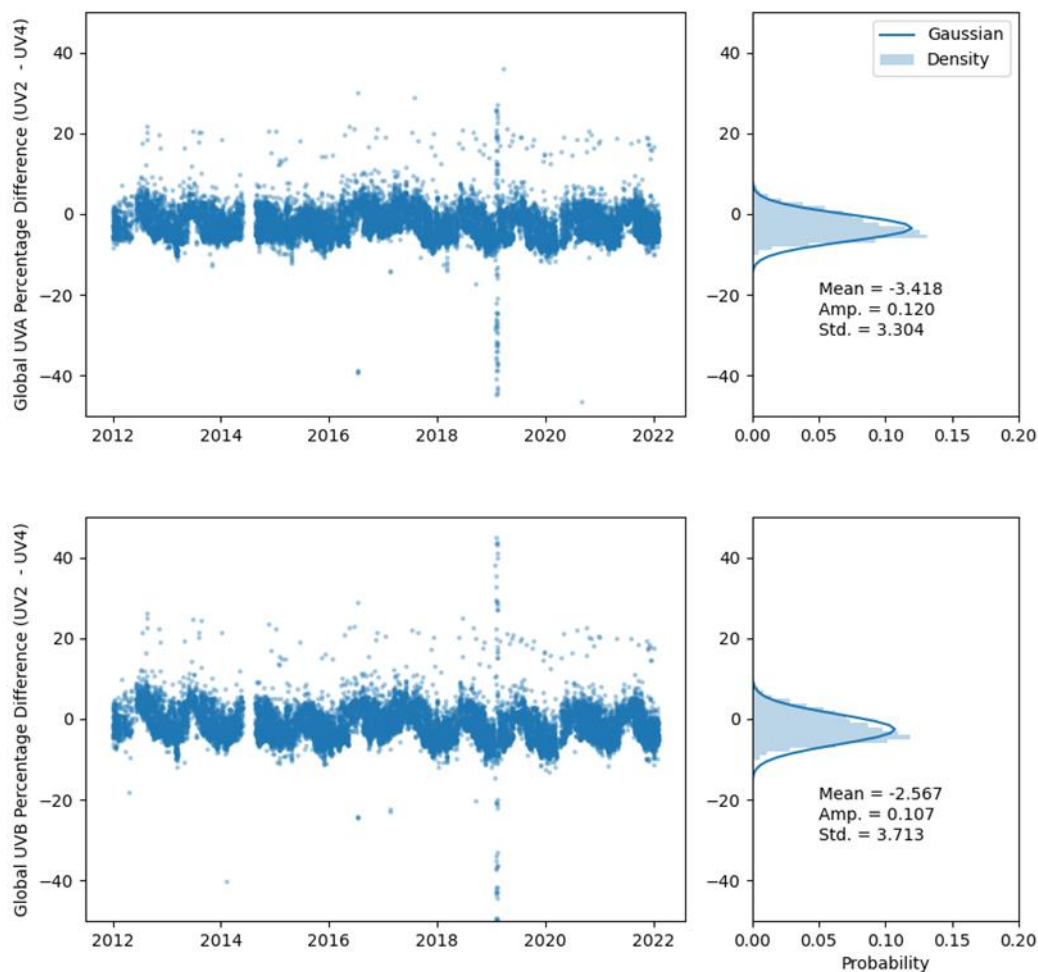 Global UVA Percentage Difference (UV2 - UV4)
40
20
0
−20
−40
2012 2014 2016 2018 2020 2022
Gaussian
Density
40
20
0
−20
−40
Mean = -3.418
Amp. = 0.120
Std. = 3.304
0.00 0.05 0.10 0.15 0.20
Global UVB Percentage Difference (UV2 - UV4)
40
20
0
−20
−40
2012 2014 2016 2018 2020 2022
40
20
0
−20
−40
Mean = -2.567
Amp. = 0.107
Std. = 3.713
0.00 0.05 0.10 0.15 0.20
Probability